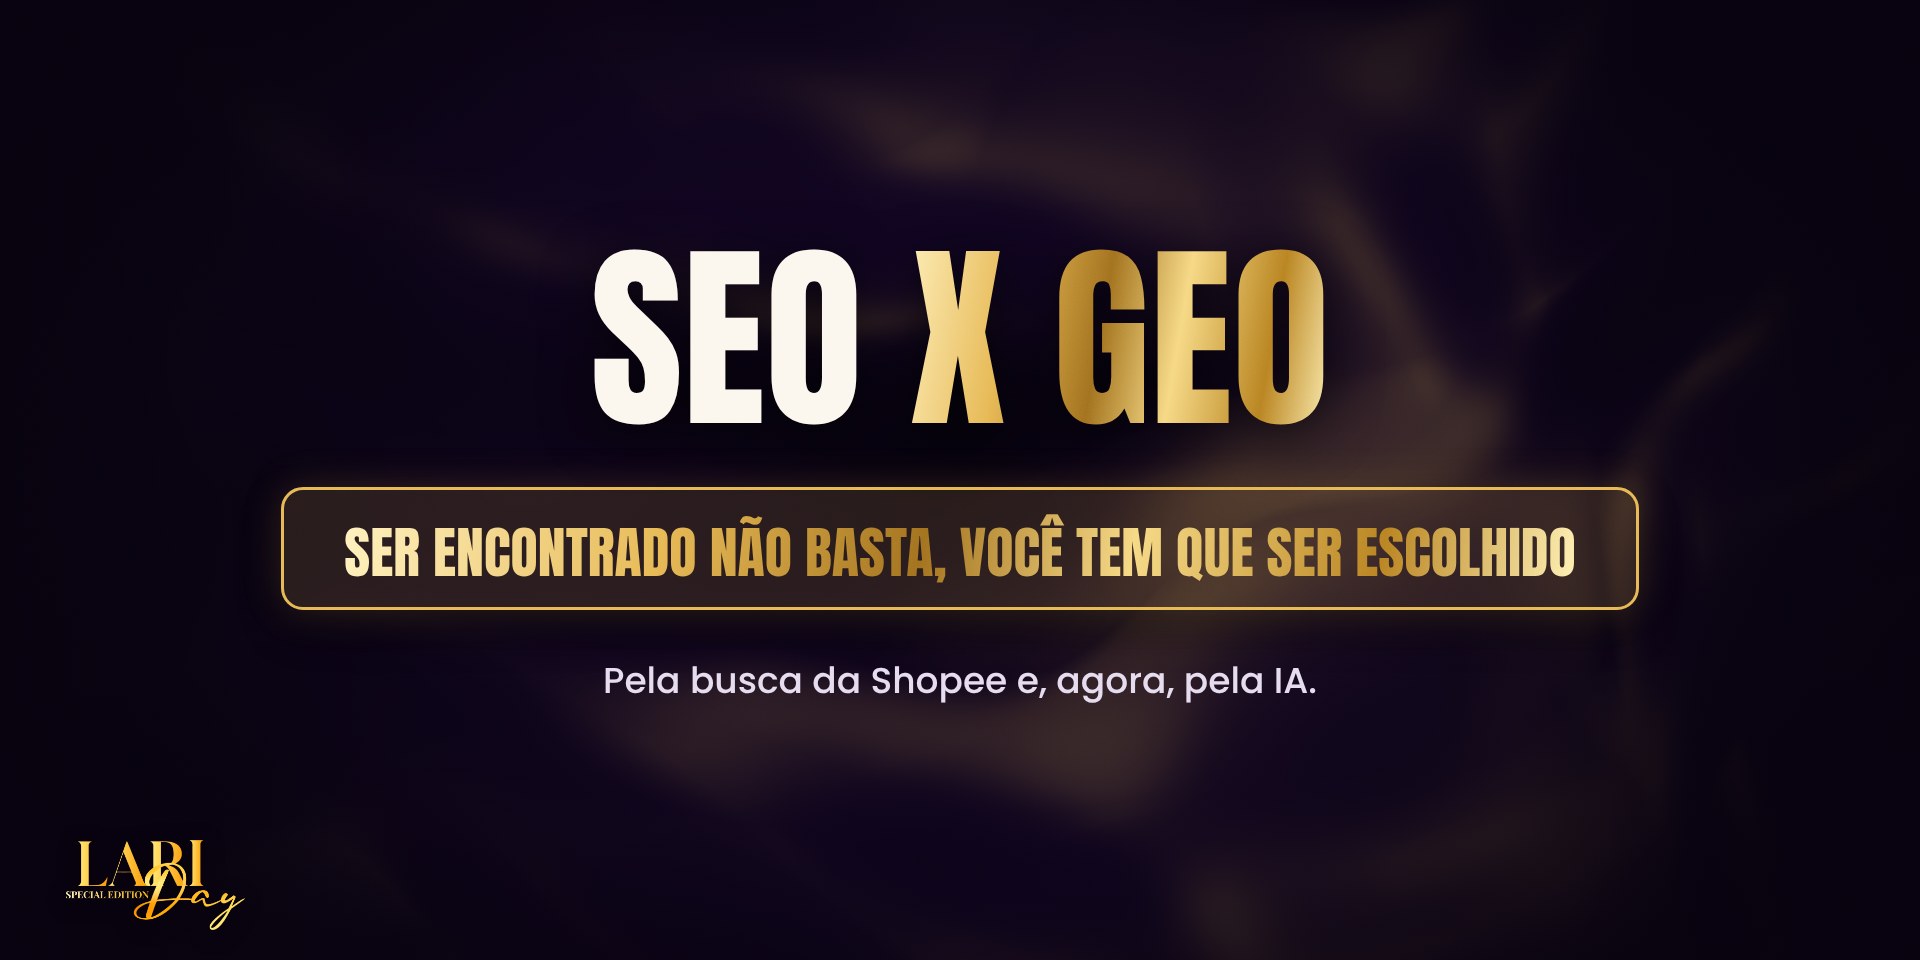 SEO X GEO
SER ENCONTRADO NÃO BASTA, VOCÊ TEM QUE SER ESCOLHIDO
Pela busca da Shopee e, agora, pela IA.
LABI
SPECIAL EDITION Day